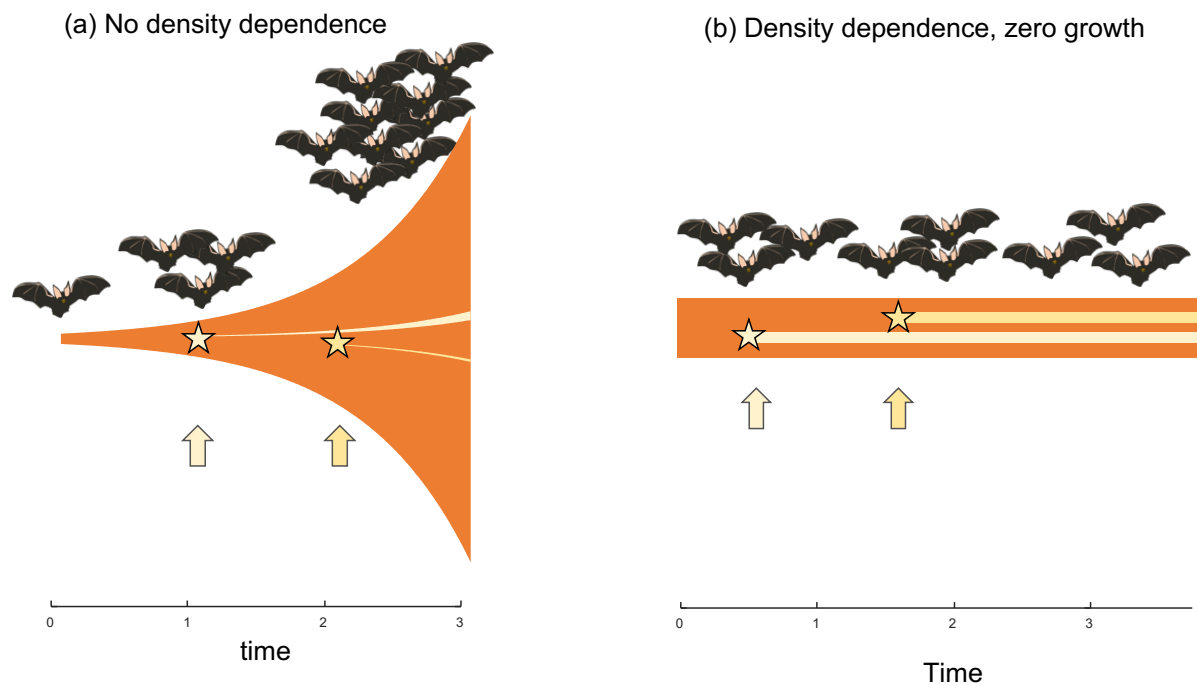 (a) No density dependence
(b) Density dependence, zero growth
0 1 2 3
time
0 1 2 3
Time